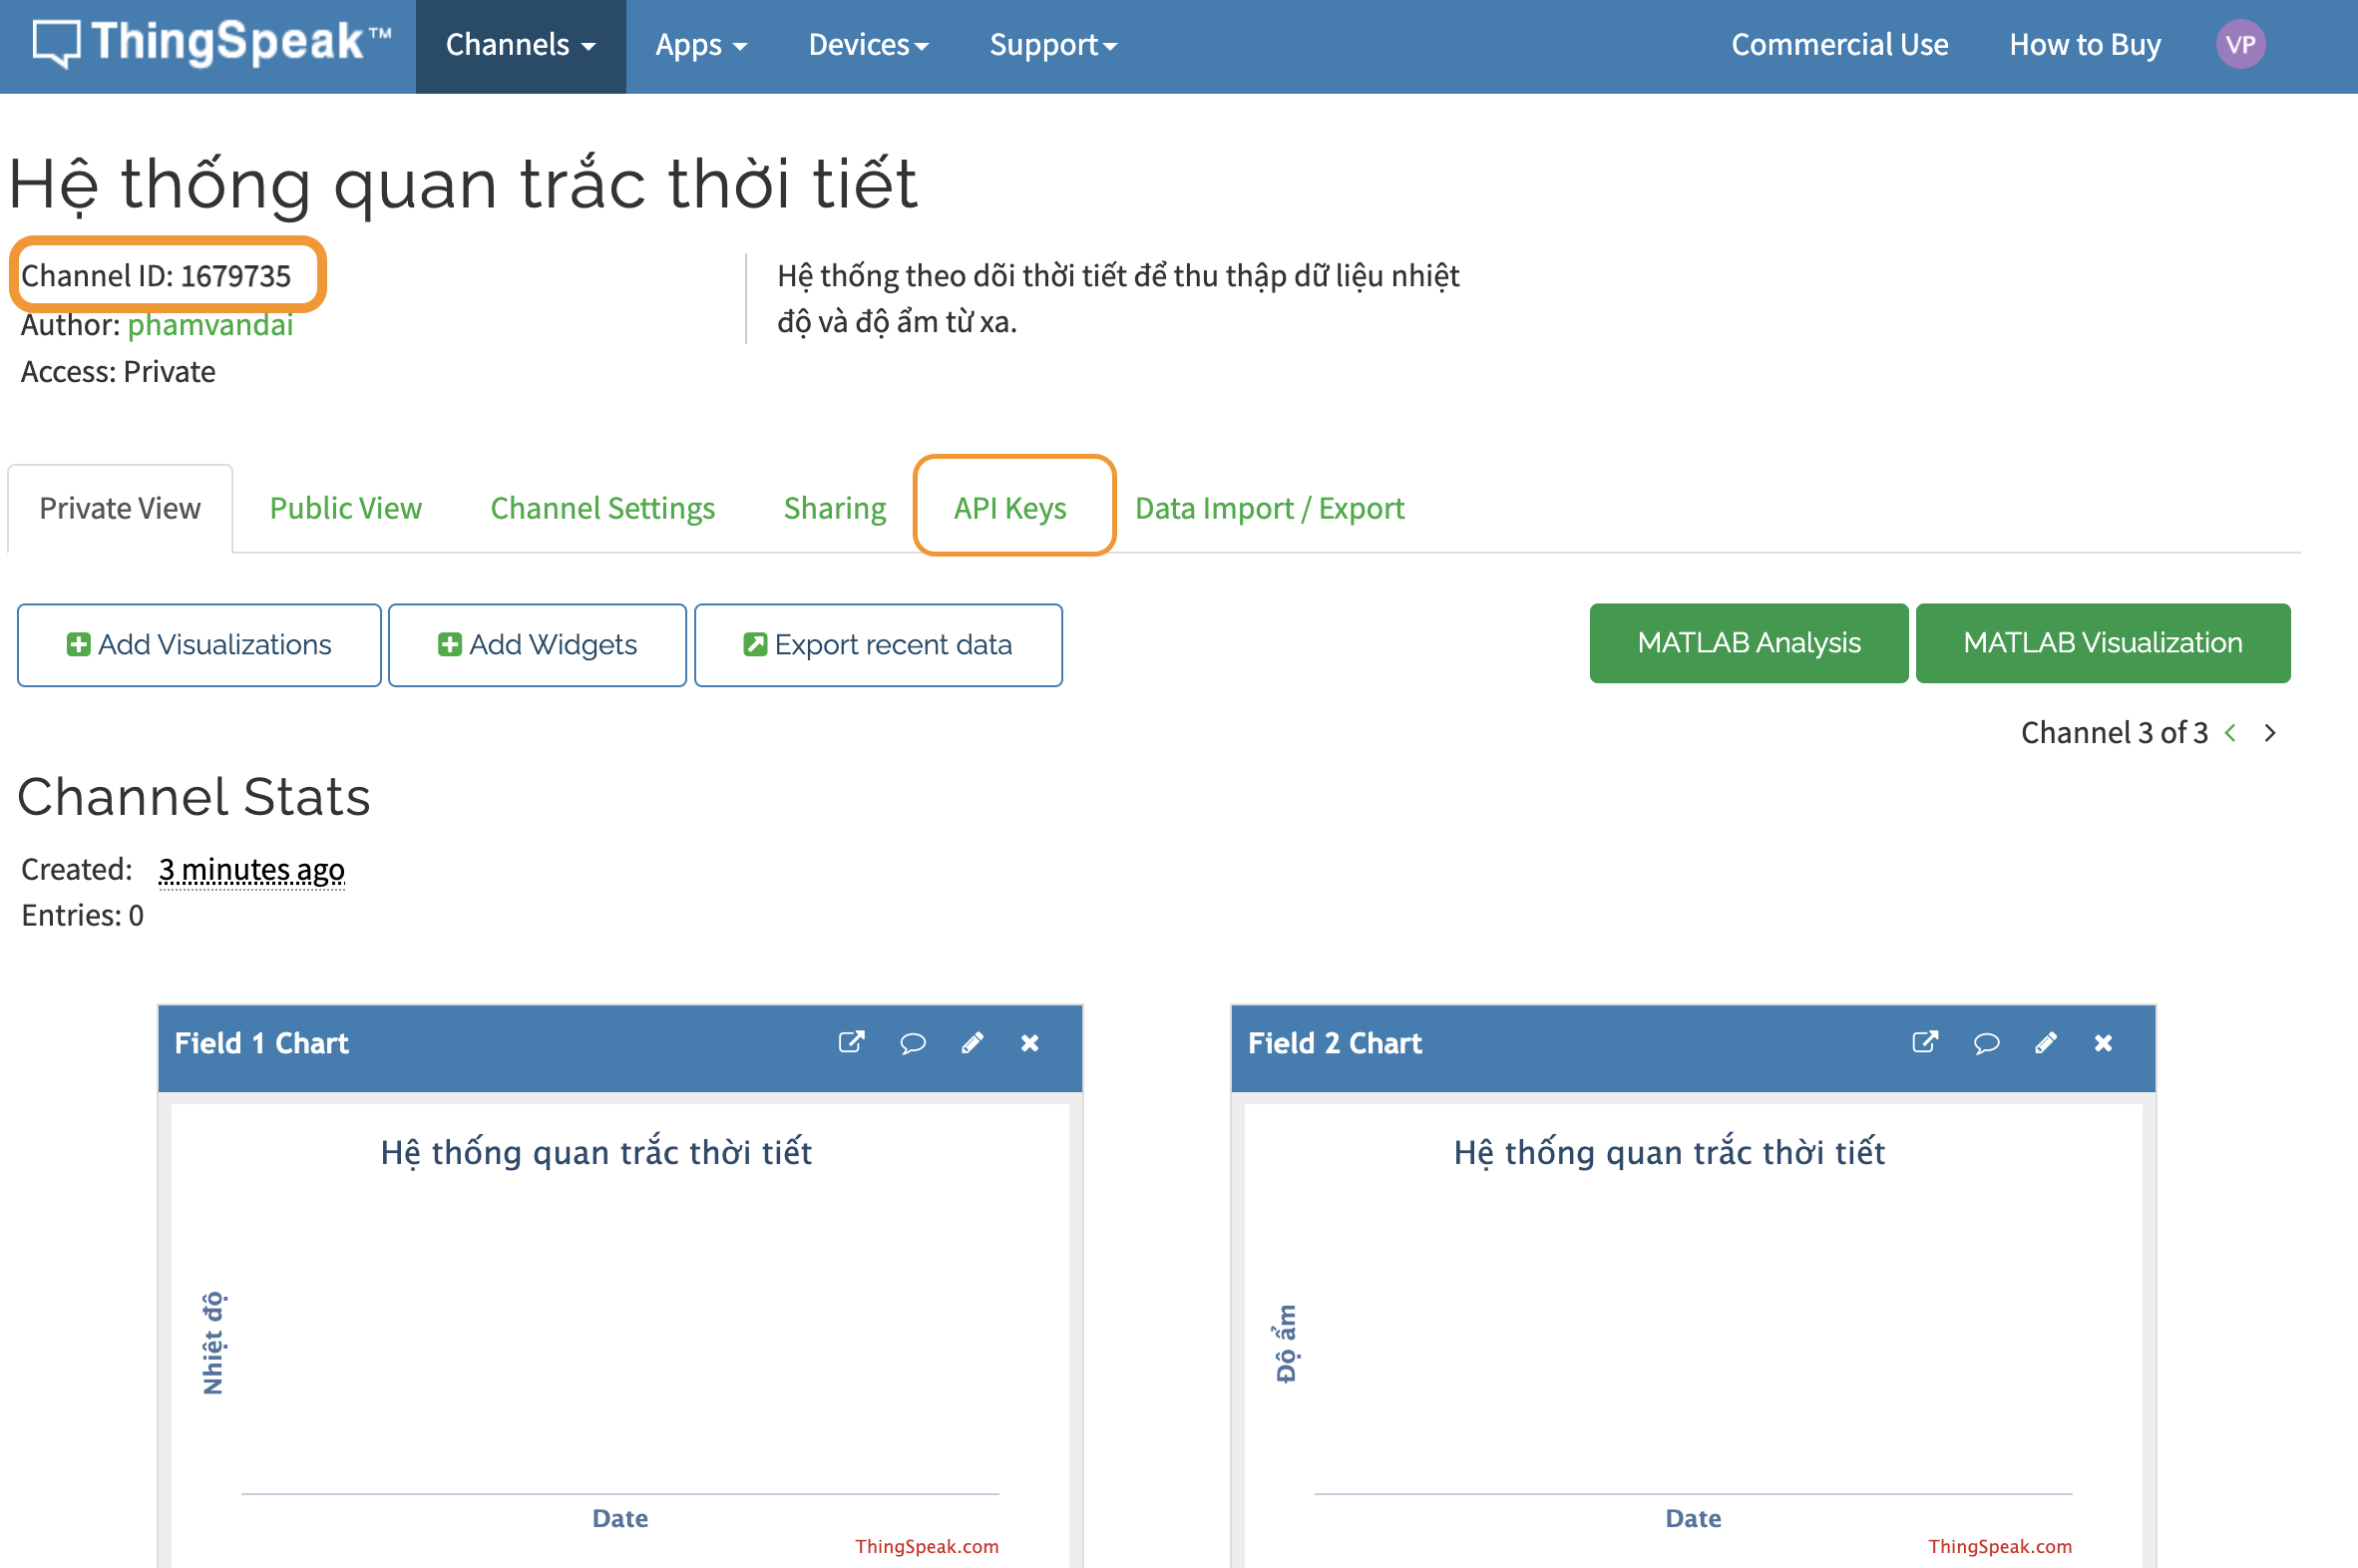 ThingSpeak™ Channels Apps Devices Support Commercial Use How to Buy VP
Hệ thống quan trắc thời tiết
Channel ID: 1679735
Author: phamvandai
Access: Private
Hệ thống theo dõi thời tiết để thu thập dữ liệu nhiệt
độ và độ ẩm từ xa.
Private View Public View Channel Settings Sharing API Keys Data Import / Export
Add Visualizations Add Widgets Export recent data MATLAB Analysis MATLAB Visualization
Channel 3 of 3
Channel Stats
Created: 3 minutes ago
Entries: 0
Field 1 Chart
Hệ thống quan trắc thời tiết
Nhiệt độ
Date
ThingSpeak.com
Field 2 Chart
Hệ thống quan trắc thời tiết
Độ ẩm
Date
ThingSpeak.com